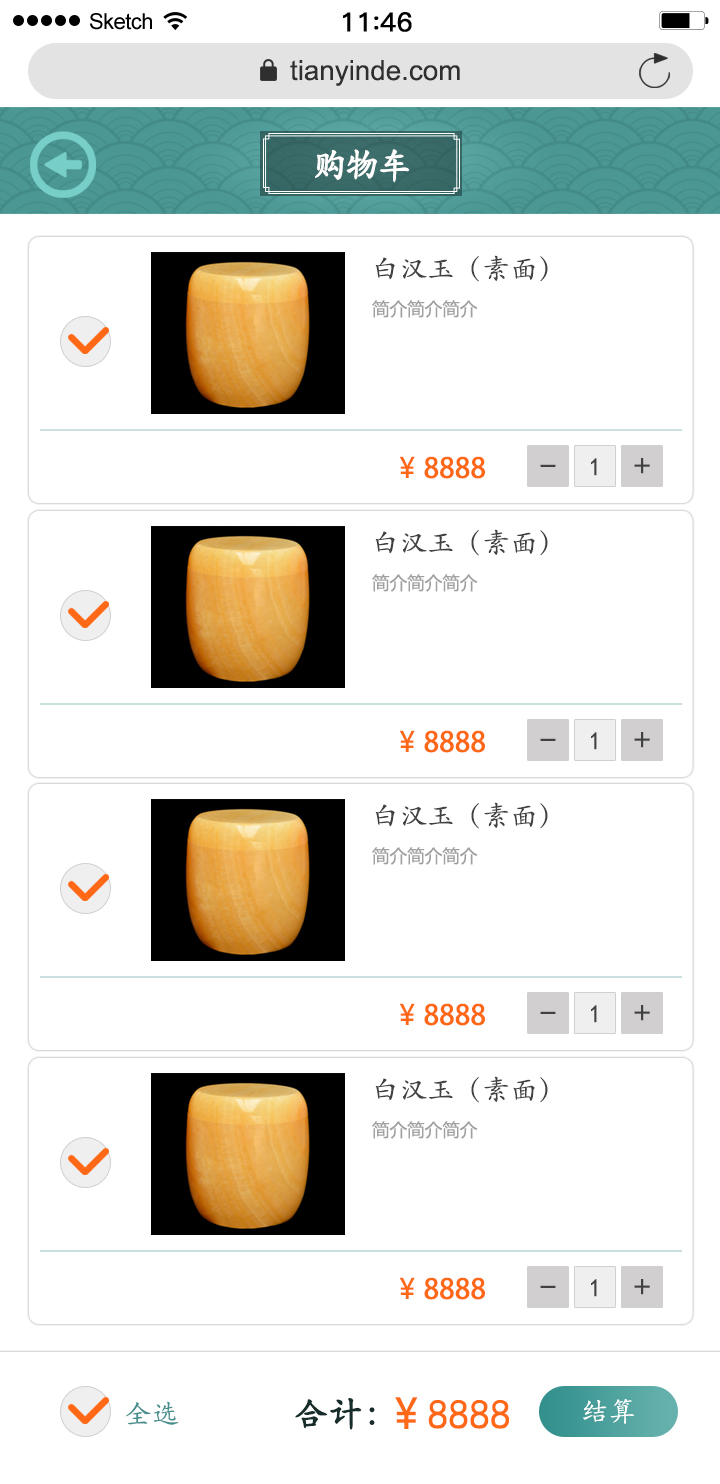 Sketch 11:46
tianyinde.com
购物车
白汉玉（素面）
简介简介简介
¥ 8888 − 1 +
白汉玉（素面）
简介简介简介
¥ 8888 − 1 +
白汉玉（素面）
简介简介简介
¥ 8888 − 1 +
白汉玉（素面）
简介简介简介
¥ 8888 − 1 +
全选 合计：¥ 8888 结算